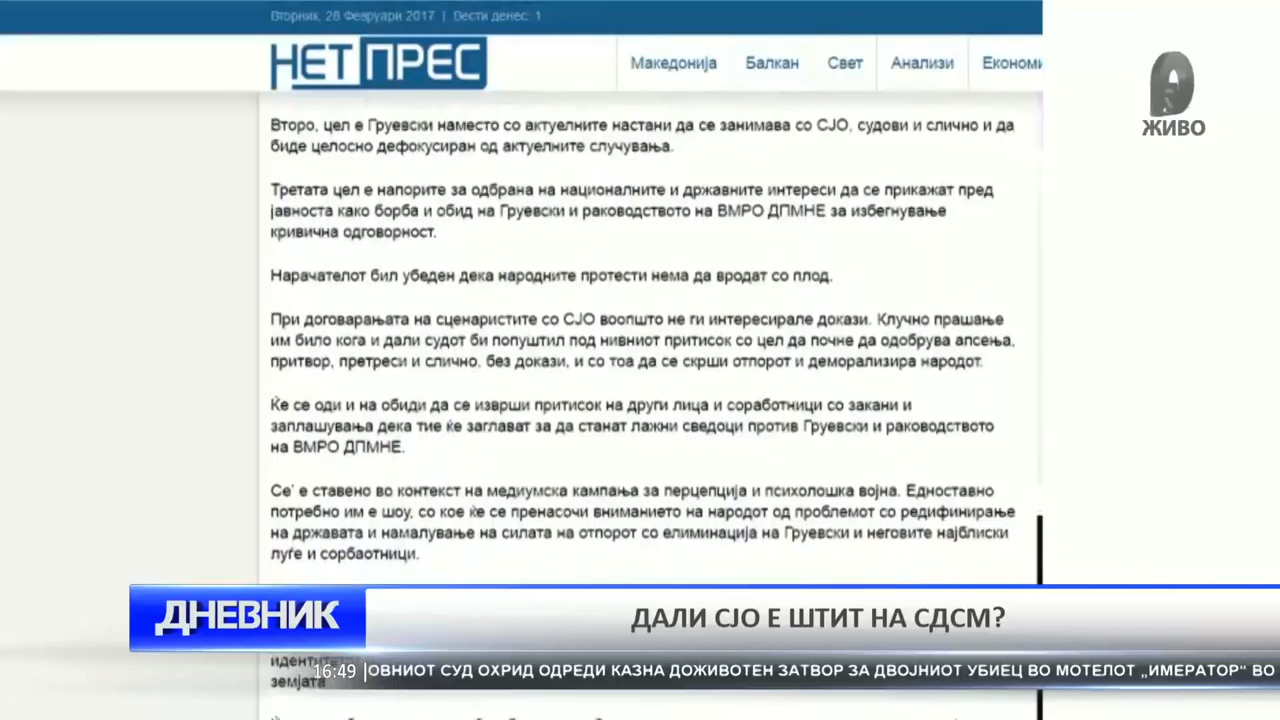 Вторник, 28 Февруари 2017 | Вести денес: 1
НЕТ ПРЕС
Македонија Балкан Свет Анализи Економи
ЖИВО
Второ, цел е Груевски наместо со актуелните настани да се занимава со СЈО, судови и слично и да
биде целосно дефокусиран од актуелните случувања.
Третата цел е напорите за одбрана на националните и државните интереси да се прикажат пред
јавноста како борба и обид на Груевски и раководството на ВМРО ДПМНЕ за избегнување
кривична одговорност.
Нарачателот бил убеден дека народните протести нема да вродат со плод.
При договарањата на сценаристите со СЈО воопшто не ги интересирале докази. Клучно прашање
им било кога и дали судот би попуштил под нивниот притисок со цел да почне да одобрува апсења,
притвор, претреси и слично, без докази, и со тоа да се скрши отпорот и деморализира народот.
Ќе се оди и на обиди да се изврши притисок на други лица и соработници со закани и
заплашувања дека тие ќе заглават за да станат лажни сведоци против Груевски и раководството
на ВМРО ДПМНЕ.
Се' е ставено во контекст на медиумска кампања за перцепција и психолошка војна. Едноставно
потребно им е шоу, со кое ќе се пренасочи вниманието на народот од проблемот со редифинирање
на државата и намалување на силата на отпорот со елиминација на Груевски и неговите најблиски
луѓе и сорбаотници.
ДНЕВНИК
ДАЛИ СЈО Е ШТИТ НА СДСМ?
16:49 ОВНИОТ СУД ОХРИД ОДРЕДИ КАЗНА ДОЖИВОТЕН ЗАТВОР ЗА ДВОЈНИОТ УБИЕЦ ВО МОТЕЛОТ „ИМЕРАТОР“ ВО
земјата